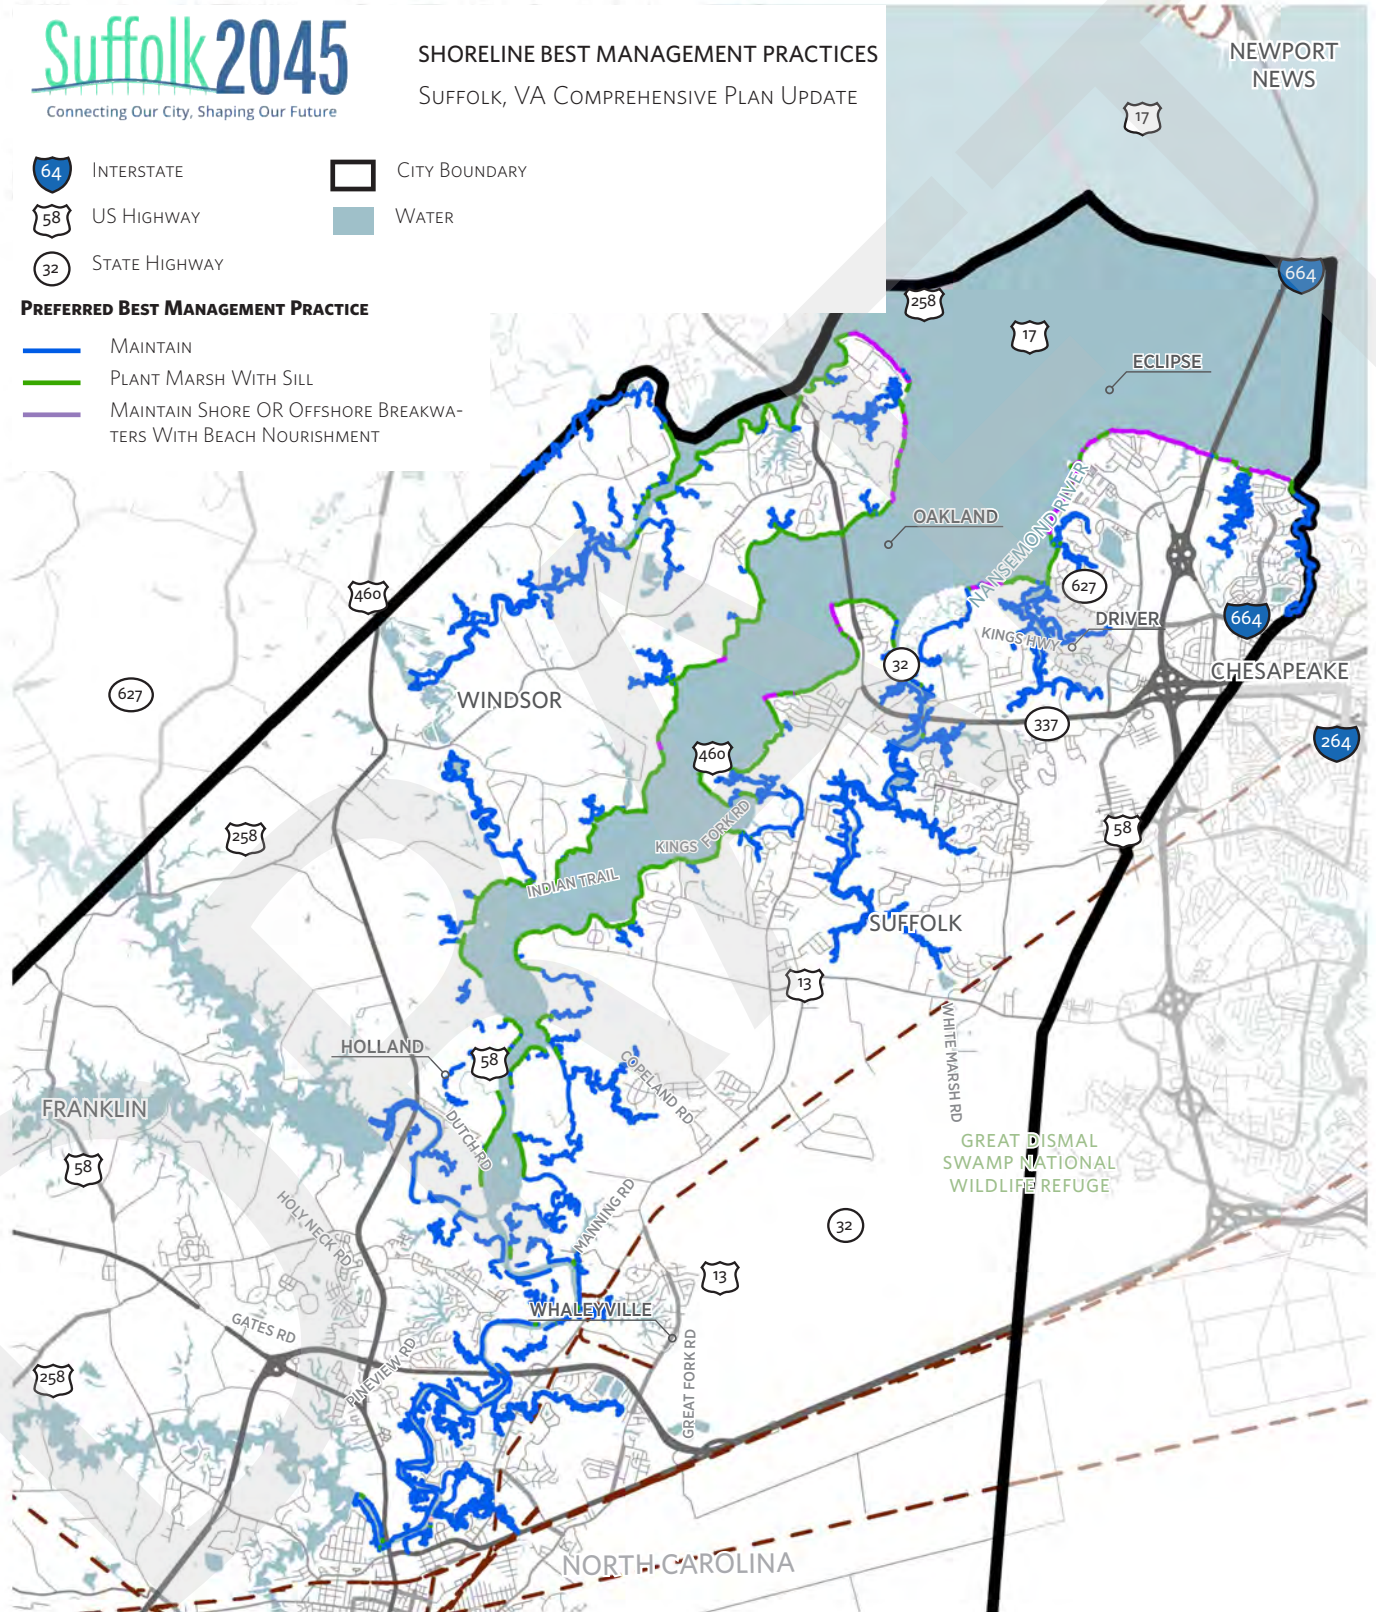 Suffolk 2045
Connecting Our City, Shaping Our Future
SHORELINE BEST MANAGEMENT PRACTICES
SUFFOLK, VA COMPREHENSIVE PLAN UPDATE
64 INTERSTATE
58 US HIGHWAY
32 STATE HIGHWAY
CITY BOUNDARY
WATER
PREFERRED BEST MANAGEMENT PRACTICE
MAINTAIN
PLANT MARSH WITH SILL
MAINTAIN SHORE OR OFFSHORE BREAKWA-
TERS WITH BEACH NOURISHMENT
NEWPORT
NEWS
17
664
258
17
ECLIPSE
OAKLAND
NANSEMOND RIVER
460
627
664
DRIVER
KINGS HWY
32
CHESAPEAKE
627
WINDSOR
337
264
460
258
58
KINGS FORK RD
INDIAN TRAIL
SUFFOLK
13
WHITE MARSH RD
HOLLAND
58
COPELAND RD
FRANKLIN
DUTCH RD
58
GREAT DISMAL
SWAMP NATIONAL
WILDLIFE REFUGE
HOLY NECK RD
MANNING RD
32
13
WHALEYVILLE
GATES RD
PINEVIEW RD
GREAT FORK RD
258
NORTH CAROLINA
DRAFT